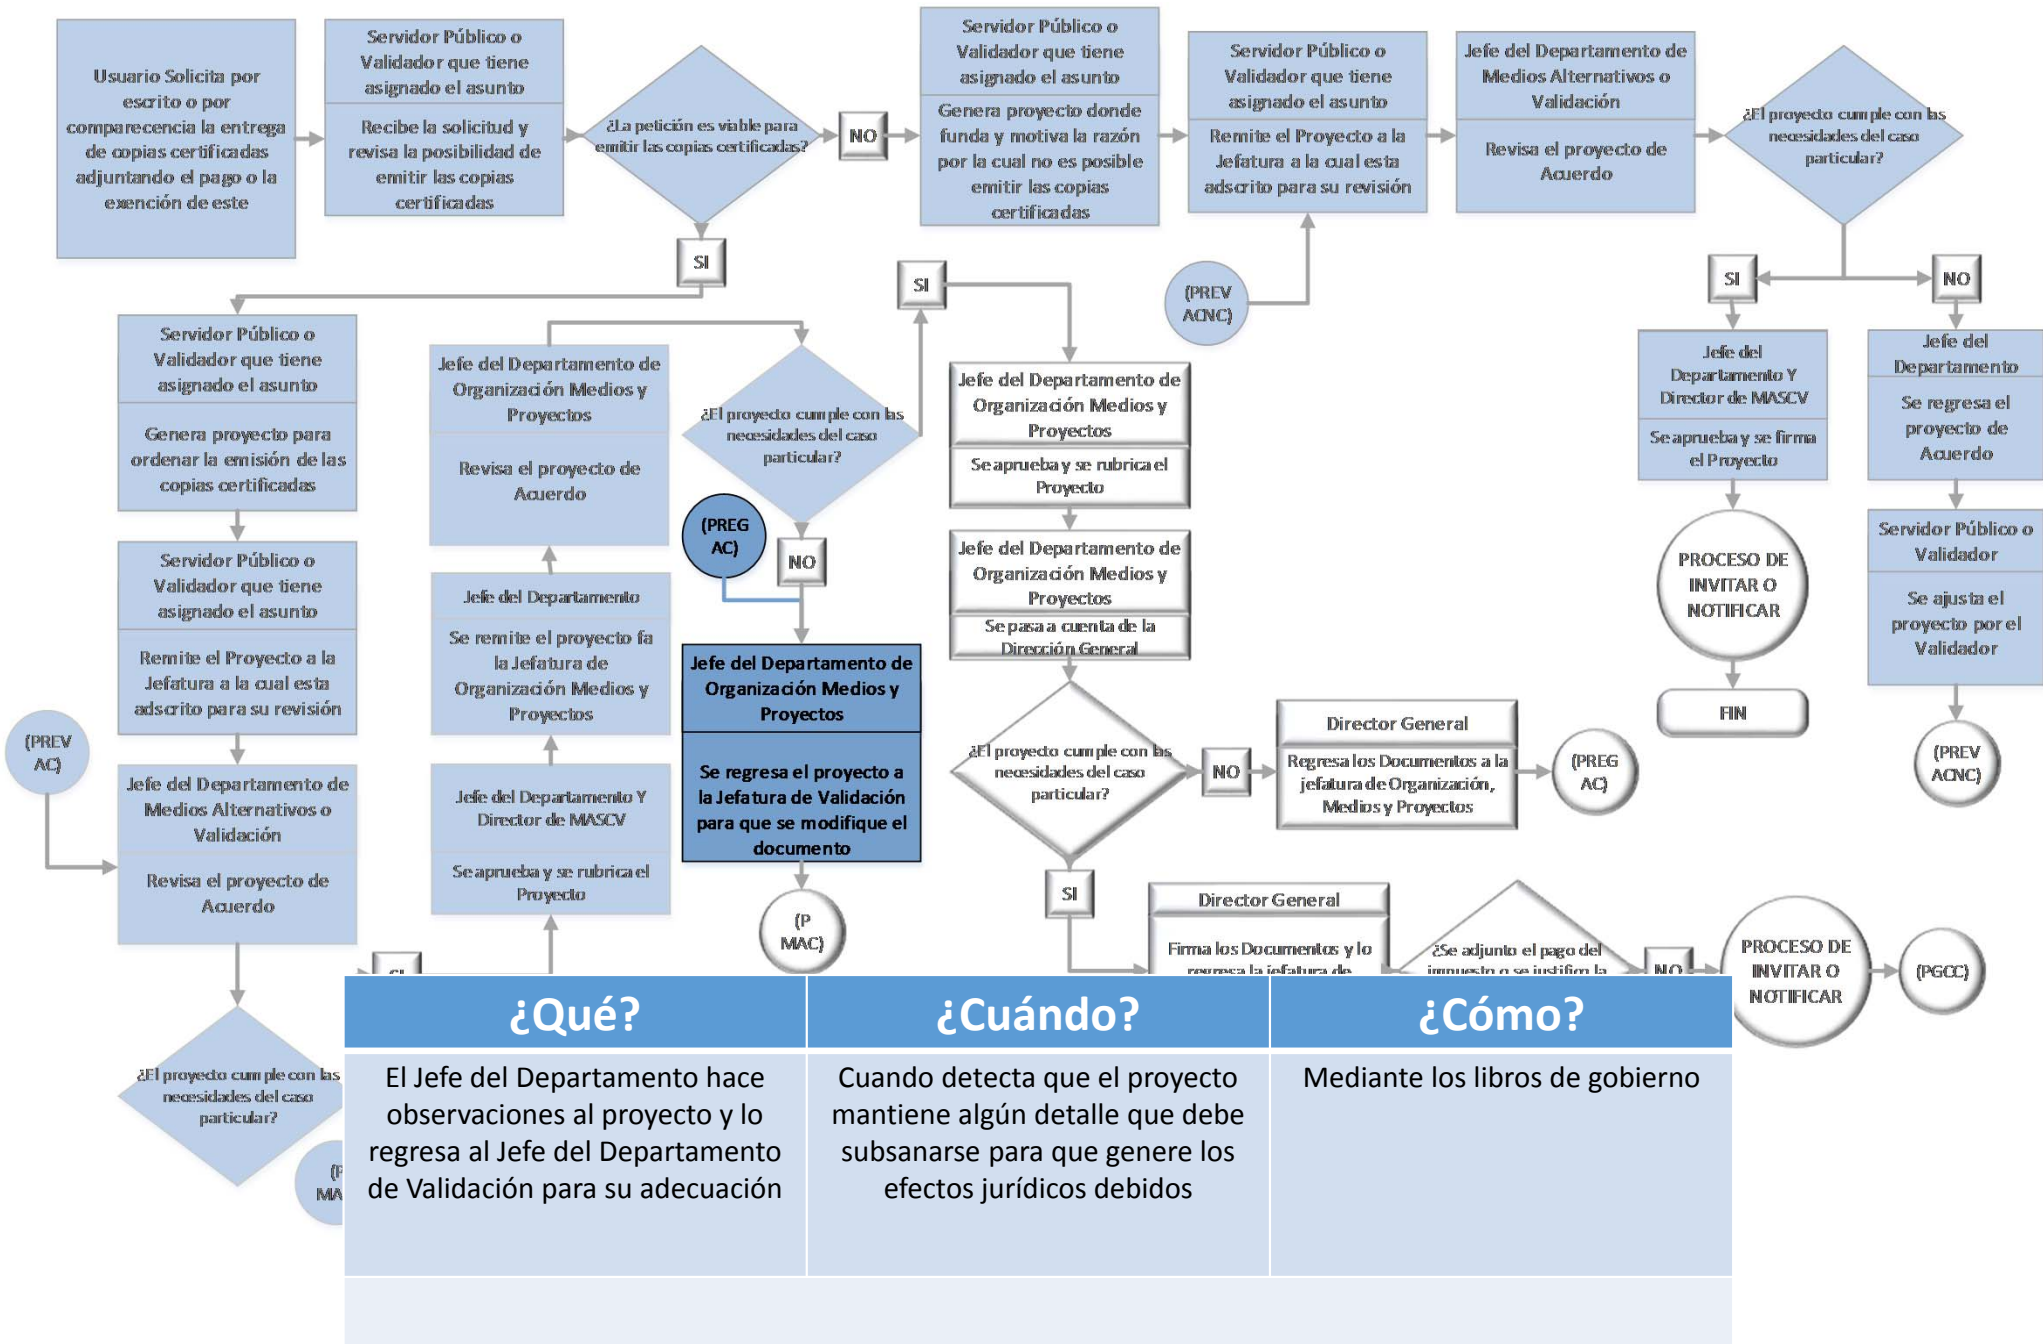 Usuario Solicita por
escrito o por
comparecencia la entrega
de copias certificadas
adjuntando el pago o la
exención de este
Servidor Público o
Validador que tiene
asignado el asunto
Recibe la solicitud y
revisa la posibilidad de
emitir las copias
certificadas
¿La petición es viable para
emitir las copias certificadas?
NO
Servidor Público o
Validador que tiene
asignado el asunto
Genera proyecto donde
funda y motiva la razón
por la cual no es posible
emitir las copias
certificadas
Servidor Público o
Validador que tiene
asignado el asunto
Remite el Proyecto a la
Jefatura a la cual esta
adscrito para su revisión
Jefe del Departamento de
Medios Alternativos o
Validación
Revisa el proyecto de
Acuerdo
¿El proyecto cumple con las
necesidades del caso
particular?
SI
SI
(PREV
ACNC)
SI
NO
Servidor Público o
Validador que tiene
asignado el asunto
Genera proyecto para
ordenar la emisión de las
copias certificadas
Jefe del Departamento de
Organización Medios y
Proyectos
Revisa el proyecto de
Acuerdo
¿El proyecto cumple con las
necesidades del caso
particular?
Jefe del Departamento de
Organización Medios y
Proyectos
Se aprueba y se rubrica el
Proyecto
Jefe del
Departamento Y
Director de MASCV
Se aprueba y se firma
el Proyecto
Jefe del
Departamento
Se regresa el
proyecto de
Acuerdo
(PREG
AC)
NO
Servidor Público o
Validador que tiene
asignado el asunto
Remite el Proyecto a la
Jefatura a la cual esta
adscrito para su revisión
Jefe del Departamento
Se remite el proyecto fa
la Jefatura de
Organización Medios y
Proyectos
Jefe del Departamento de
Organización Medios y
Proyectos
Se regresa el proyecto a
la Jefatura de Validación
para que se modifique el
documento
Jefe del Departamento de
Organización Medios y
Proyectos
Se pasa a cuenta de la
Dirección General
PROCESO DE
INVITAR O
NOTIFICAR
Servidor Público o
Validador
Se ajusta el
proyecto por el
Validador
FIN
(PREV
AC)
¿El proyecto cumple con las
necesidades del caso
particular?
NO
Director General
Regresa los Documentos a la
jefatura de Organización,
Medios y Proyectos
(PREG
AC)
(PREV
ACNC)
Jefe del Departamento de
Medios Alternativos o
Validación
Revisa el proyecto de
Acuerdo
Jefe del Departamento Y
Director de MASCV
Se aprueba y se rubrica el
Proyecto
(P
MAC)
SI
Director General
Firma los Documentos y lo
regresa la jefatura de
¿Se adjunto el pago del
impuesto o se justifico la
NO
PROCESO DE
INVITAR O
NOTIFICAR
(PGCC)
SI
¿El proyecto cumple con las
necesidades del caso
particular?
¿Qué?
¿Cuándo?
¿Cómo?
El Jefe del Departamento hace
observaciones al proyecto y lo
regresa al Jefe del Departamento
de Validación para su adecuación
Cuando detecta que el proyecto
mantiene algún detalle que debe
subsanarse para que genere los
efectos jurídicos debidos
Mediante los libros de gobierno